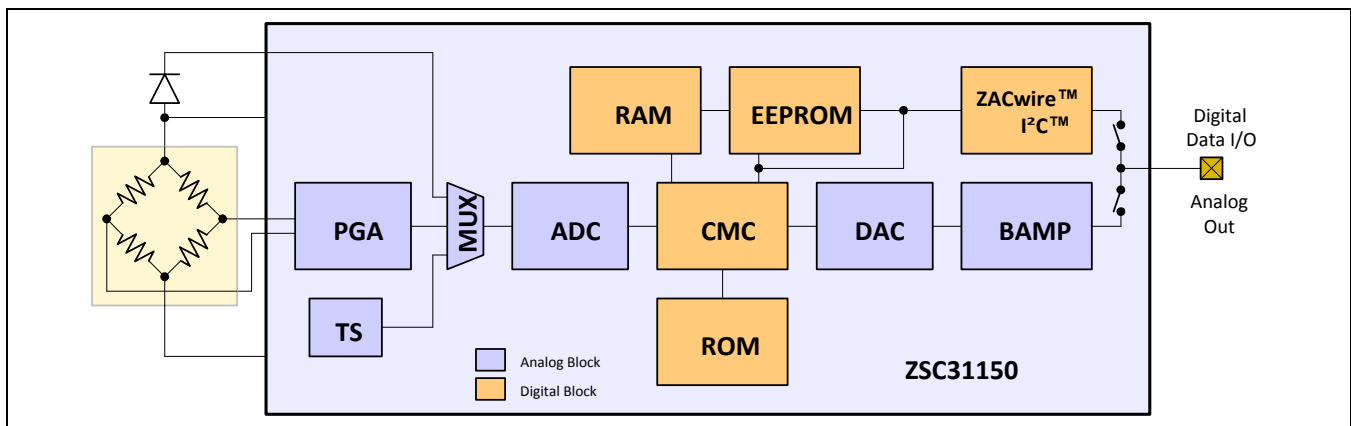 RAM
EEPROM
ZACwire™
I²C™
Digital
Data I/O
PGA
MUX
ADC
CMC
DAC
BAMP
Analog
Out
TS
ROM
Analog Block
Digital Block
ZSC31150